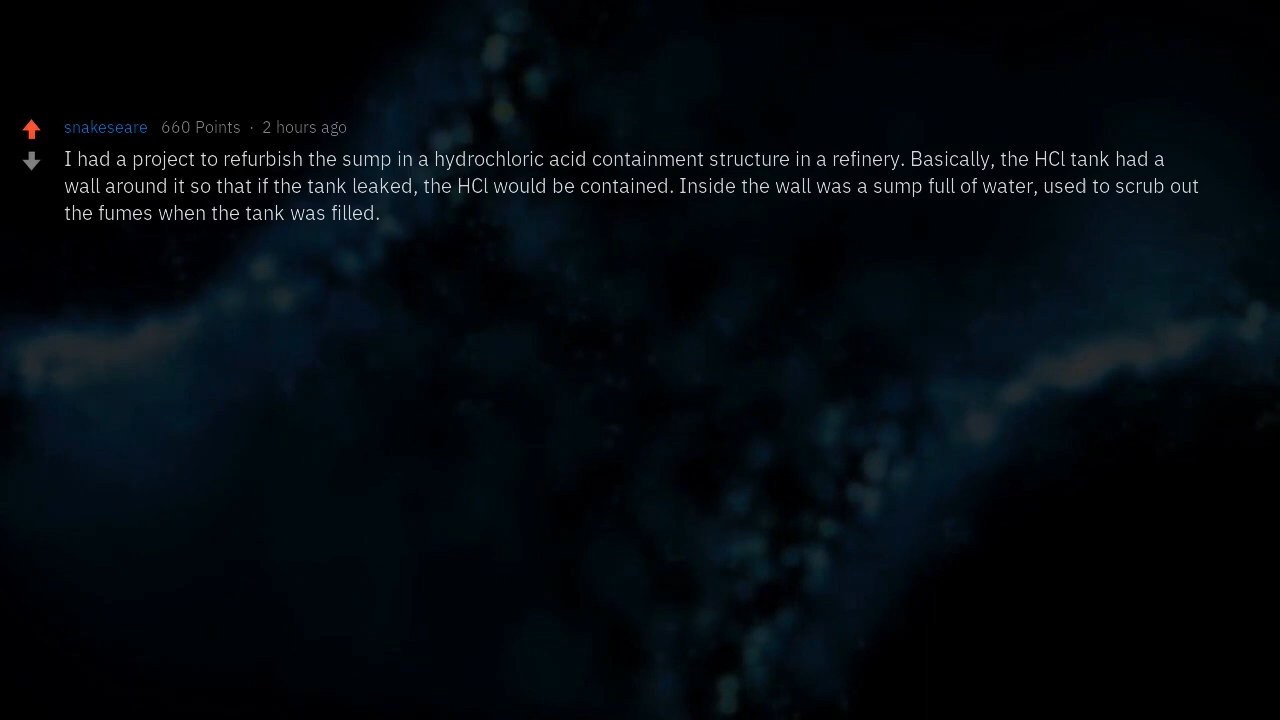 snakeseare 660 Points · 2 hours ago
I had a project to refurbish the sump in a hydrochloric acid containment structure in a refinery. Basically, the HCl tank had a
wall around it so that if the tank leaked, the HCl would be contained. Inside the wall was a sump full of water, used to scrub out
the fumes when the tank was filled.